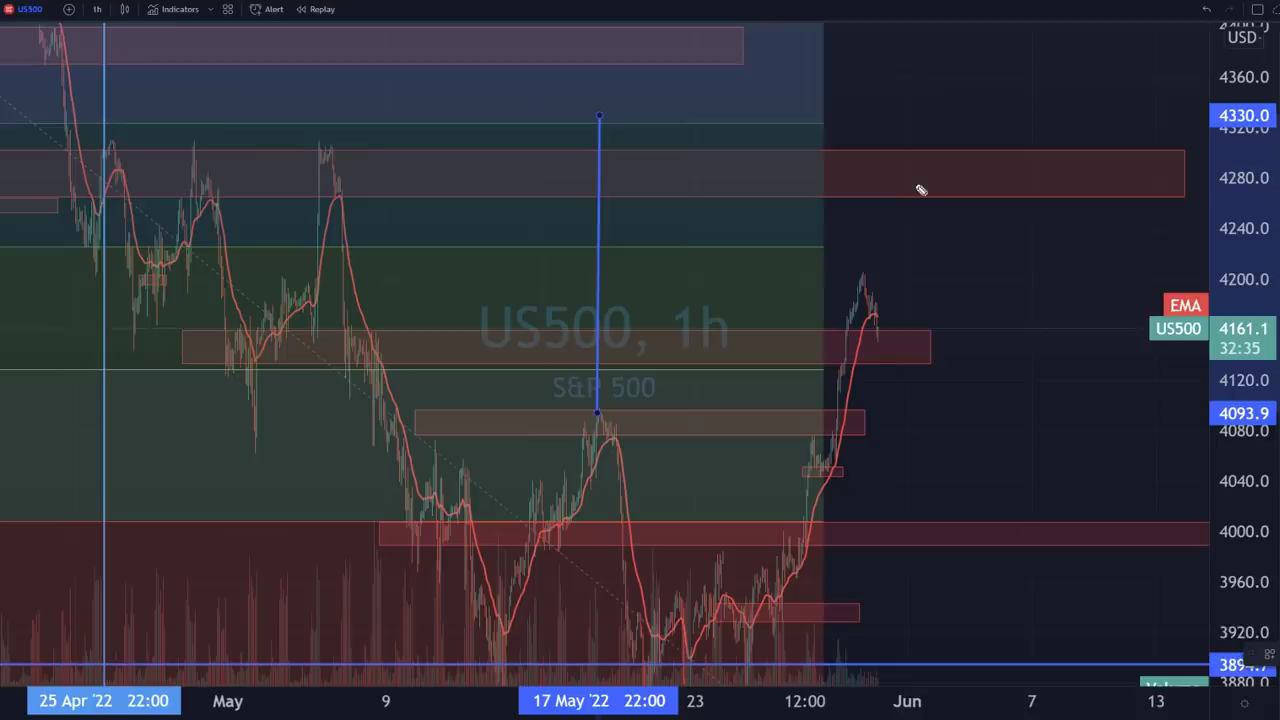 US500 1h Indicators Alert Replay
USD
4360.0
4330.0
4320.0
4280.0
4240.0
4200.0
EMA
US500, 1h
US500 4161.1
32:35
S&P 500
4120.0
4093.9
4080.0
4040.0
4000.0
3960.0
3920.0
3880.0
25 Apr '22 22:00 May 9 17 May '22 22:00 23 12:00 Jun 7 13